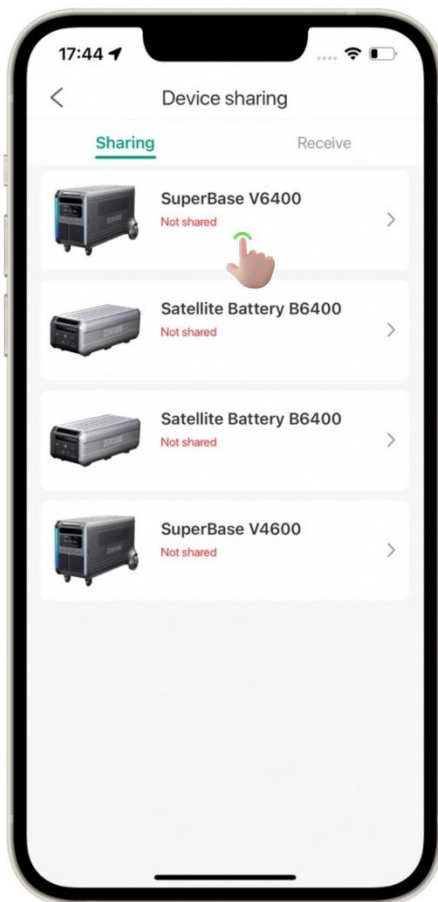 17:44
Device sharing
Sharing
Receive
SuperBase V6400
Not shared
Satellite Battery B6400
Not shared
Satellite Battery B6400
Not shared
SuperBase V4600
Not shared